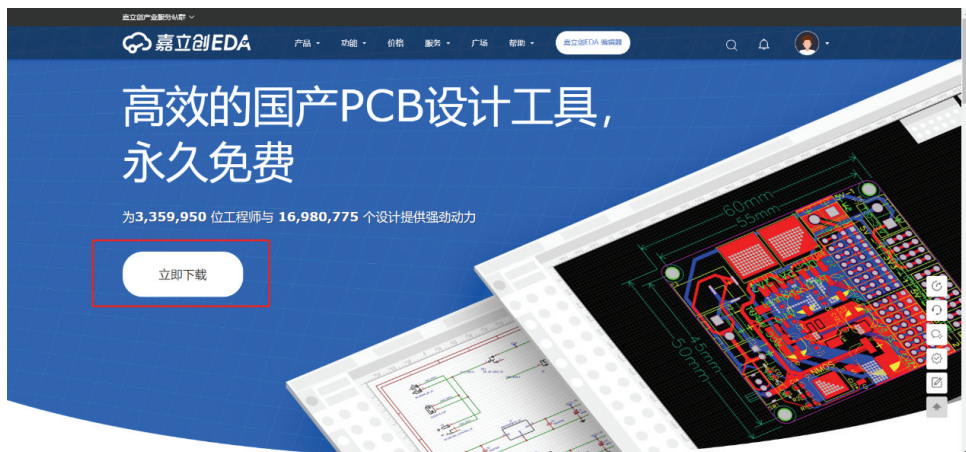 嘉立创产业服务站群
嘉立创EDA 产品 功能 价格 服务 广场 帮助 嘉立创EDA 编辑器
高效的国产PCB设计工具，
永久免费
为3,359,950 位工程师与 16,980,775 个设计提供强劲动力
立即下载
60mm
55mm
45mm
50mm
NMOS